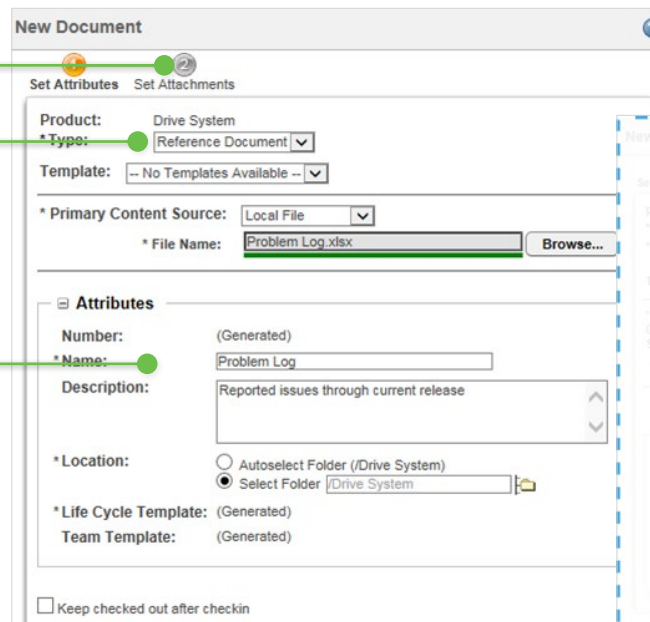 New Document
1 2
Set Attributes Set Attachments
Product: Drive System
*Type: Reference Document
Template: -- No Templates Available --
* Primary Content Source: Local File
* File Name: Problem Log.xlsx Browse...
Attributes
Number: (Generated)
*Name: Problem Log
Description: Reported issues through current release
*Location: Autoselect Folder (/Drive System)
Select Folder /Drive System
*Life Cycle Template: (Generated)
Team Template: (Generated)
Keep checked out after checkin